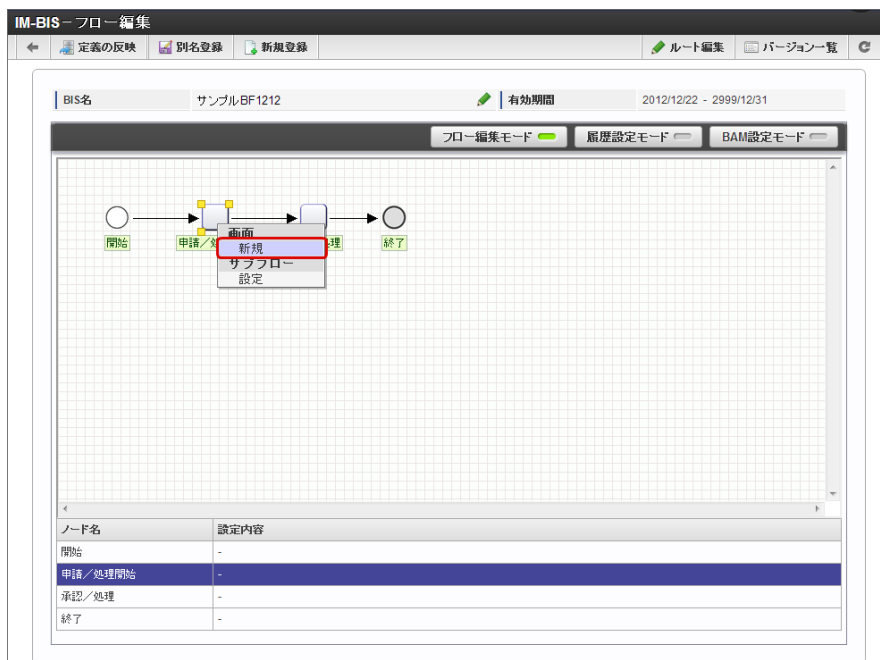 IM-BIS－フロー編集
定義の反映 別名登録 新規登録 ルート編集 バージョン一覧
BIS名 サンプルBF1212 有効期間 2012/12/22 - 2999/12/31
フロー編集モード 履歴設定モード BAM設定モード
開始 申請／処 理 終了
画面
新規
サブフロー
設定
ノード名 設定内容
開始 -
申請／処理開始 -
承認／処理 -
終了 -